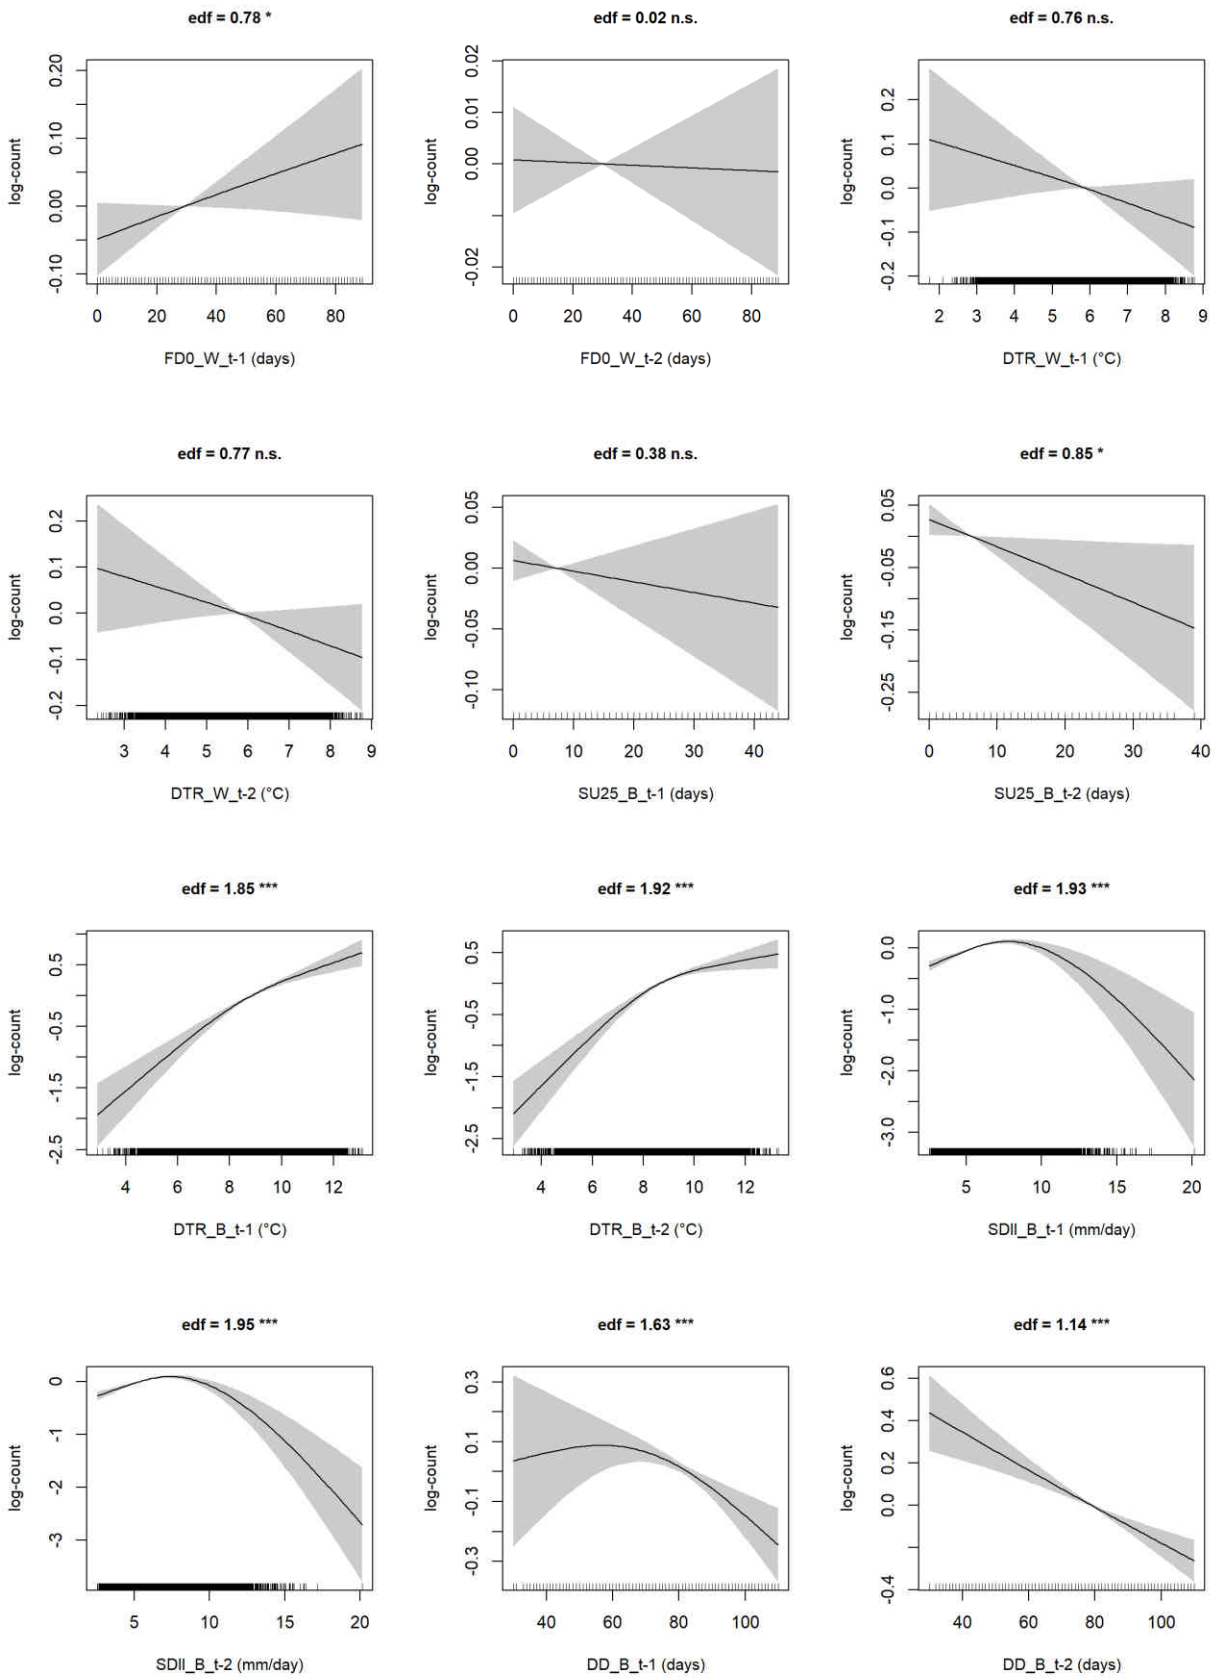 edf = 0.78 *
edf = 0.02 n.s.
edf = 0.76 n.s.
log-count
0.20
0.10
0.00
-0.10
0 20 40 60 80
FD0_W_t-1 (days)
log-count
0.02
0.01
0.00
-0.02
0 20 40 60 80
FD0_W_t-2 (days)
log-count
0.2
0.1
0.0
-0.1
-0.2
2 3 4 5 6 7 8 9
DTR_W_t-1 (°C)
edf = 0.77 n.s.
edf = 0.38 n.s.
edf = 0.85 *
log-count
0.2
0.1
0.0
-0.1
-0.2
3 4 5 6 7 8 9
DTR_W_t-2 (°C)
log-count
0.05
0.00
-0.05
-0.10
0 10 20 30 40
SU25_B_t-1 (days)
log-count
0.05
-0.05
-0.15
-0.25
0 10 20 30 40
SU25_B_t-2 (days)
edf = 1.85 ***
edf = 1.92 ***
edf = 1.93 ***
log-count
0.5
-0.5
-1.5
-2.5
4 6 8 10 12
DTR_B_t-1 (°C)
log-count
0.5
-0.5
-1.5
-2.5
4 6 8 10 12
DTR_B_t-2 (°C)
log-count
0.0
-1.0
-2.0
-3.0
5 10 15 20
SDII_B_t-1 (mm/day)
edf = 1.95 ***
edf = 1.63 ***
edf = 1.14 ***
log-count
0
-1
-2
-3
5 10 15 20
SDII_B_t-2 (mm/day)
log-count
0.3
0.1
-0.1
-0.3
40 60 80 100
DD_B_t-1 (days)
log-count
0.6
0.4
0.2
0.0
-0.4
40 60 80 100
DD_B_t-2 (days)